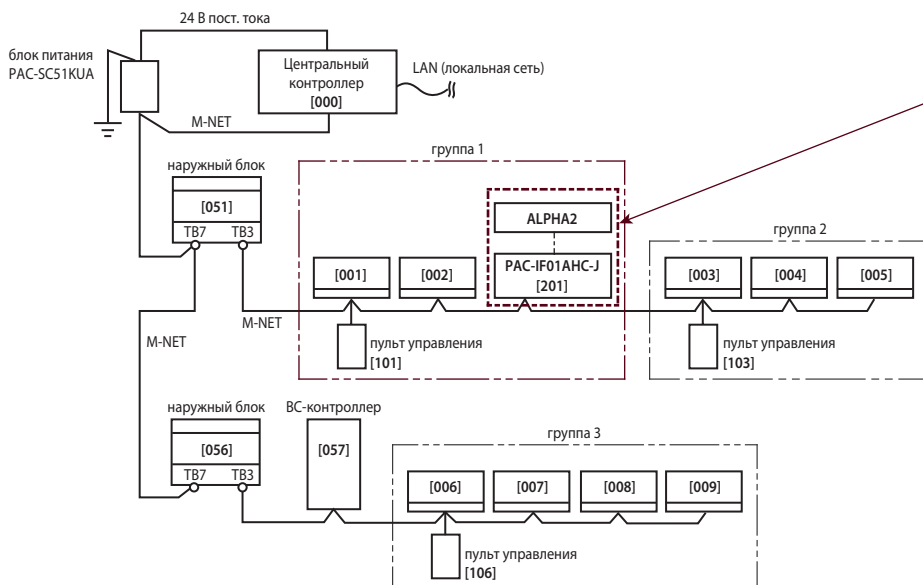 24 В пост. тока
блок питания
PAC-SC51KUA
Центральный
контроллер
[000]
LAN (локальная сеть)
M-NET
группа 1
наружный блок
[051]
TB7 TB3
ALPHA2
PAC-IF01AHC-J
[201]
[001]
[002]
группа 2
[003]
[004]
[005]
M-NET
M-NET
пульт управления
[101]
пульт управления
[103]
наружный блок
[056]
TB7 TB3
BC-контроллер
[057]
группа 3
[006]
[007]
[008]
[009]
пульт управления
[106]